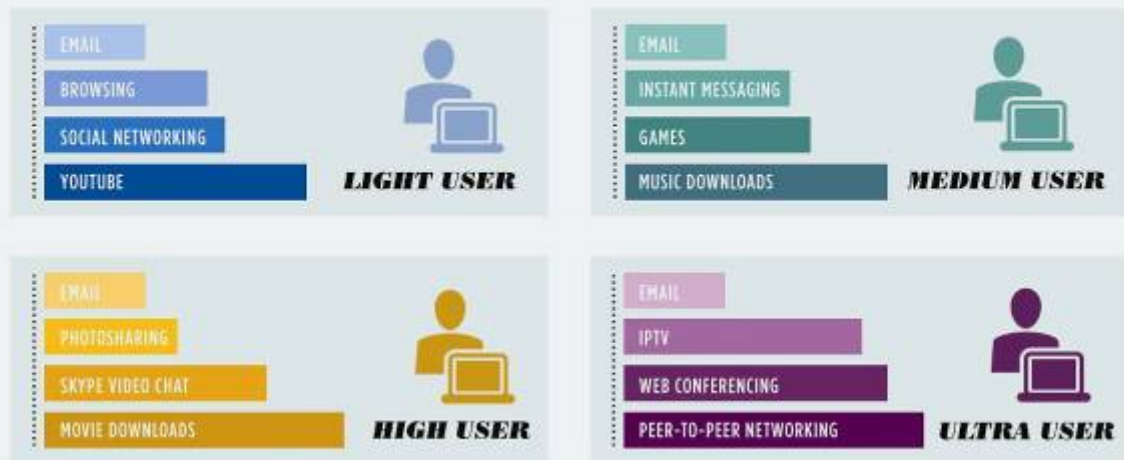 EMAIL
BROWSING
SOCIAL NETWORKING
YOUTUBE
LIGHT USER
EMAIL
INSTANT MESSAGING
GAMES
MUSIC DOWNLOADS
MEDIUM USER
EMAIL
PHOTOSHARING
SKYPE VIDEO CHAT
MOVIE DOWNLOADS
HIGH USER
EMAIL
IPTV
WEB CONFERENCING
PEER-TO-PEER NETWORKING
ULTRA USER